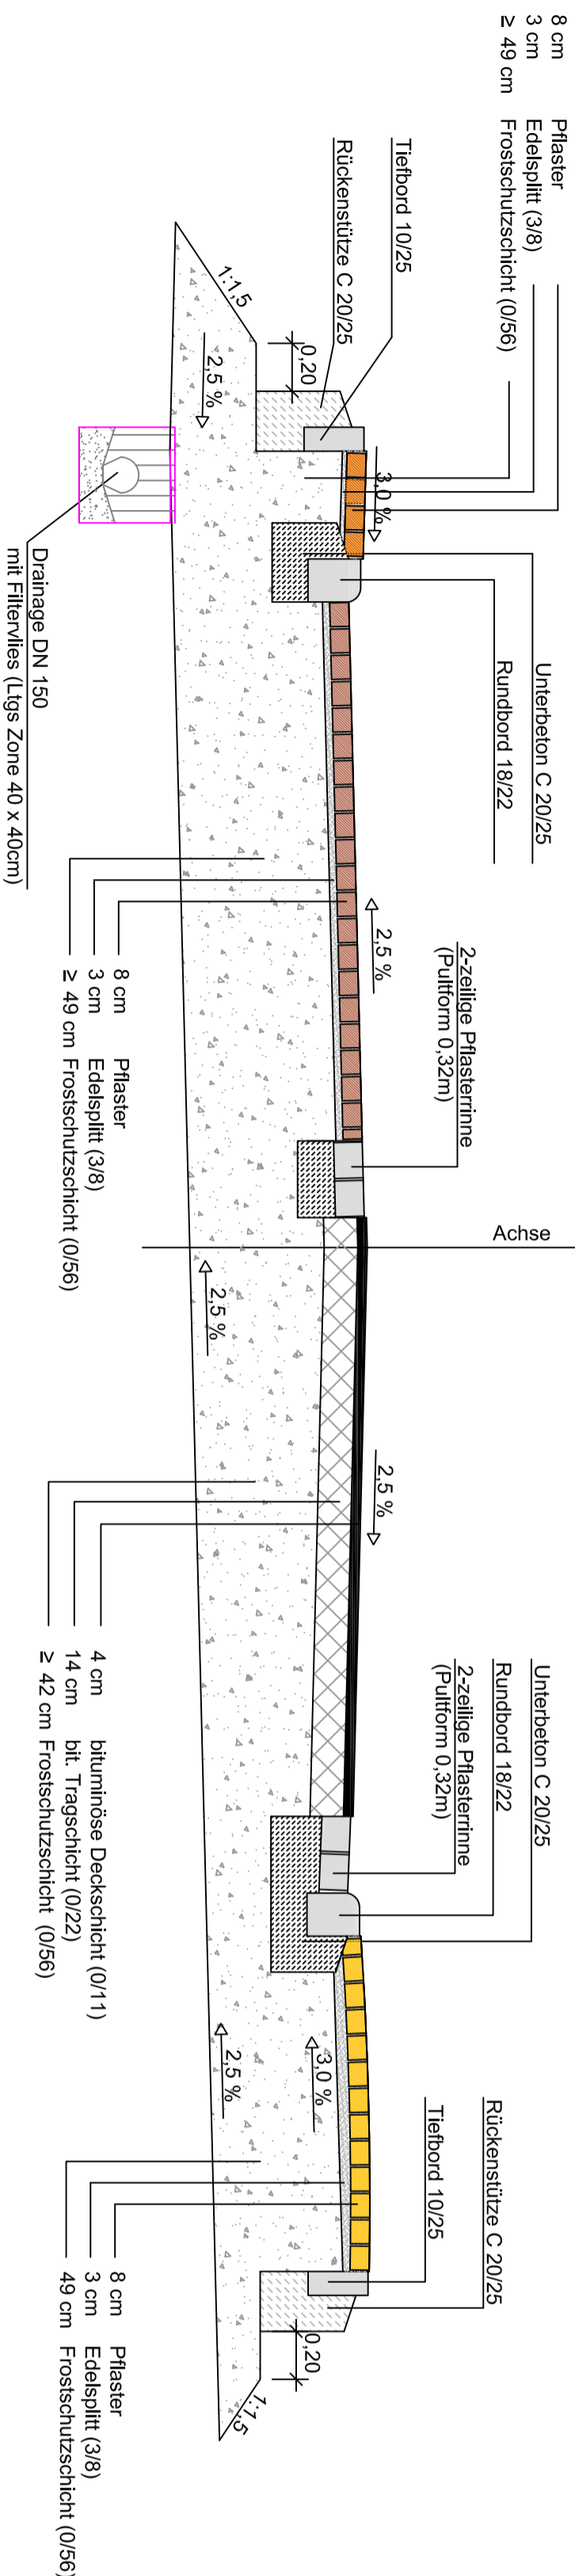 8 cm Pflaster
3 cm Edelsplitt (3/8)
≥ 49 cm Frostschutzschicht (0/56)
Tiefbord 10/25
Rückenstütze C 20/25
1:1,5
0,20
2,5 %
3,0 %
Drainage DN 150
mit Filtervlies (Ltgs Zone 40 x 40cm)
Unterbeton C 20/25
Rundbord 18/22
8 cm Pflaster
3 cm Edelsplitt (3/8)
≥ 49 cm Frostschutzschicht (0/56)
2,5 %
2-zeilige Pflasterrinne
(Pultform 0,32m)
Achse
2,5 %
2,5 %
4 cm bituminöse Deckschicht (0/11)
14 cm bit. Tragschicht (0/22)
≥ 42 cm Frostschutzschicht (0/56)
Unterbeton C 20/25
Rundbord 18/22
2-zeilige Pflasterrinne
(Pultform 0,32m)
3,0 %
2,5 %
Rückenstütze C 20/25
Tiefbord 10/25
0,20
1:1,5
8 cm Pflaster
3 cm Edelsplitt (3/8)
49 cm Frostschutzschicht (0/56)